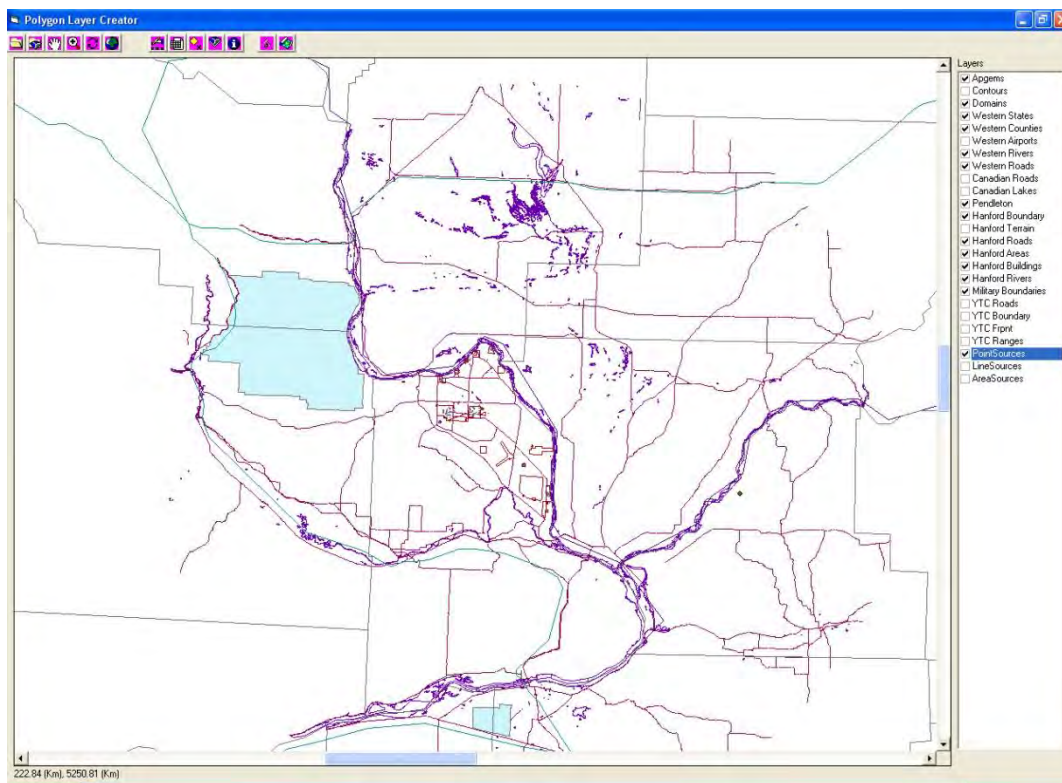 Polygon Layer Creator
Layers
Apgems
Contours
Domains
Western States
Western Counties
Western Airports
Western Rivers
Western Roads
Canadian Roads
Canadian Lakes
Pendleton
Hanford Boundary
Hanford Terrain
Hanford Roads
Hanford Areas
Hanford Buildings
Hanford Rivers
Military Boundaries
YTC Roads
YTC Boundary
YTC Frpnt
YTC Ranges
PointSources
LineSources
AreaSources
222.84 (Km), 5250.81 (Km)